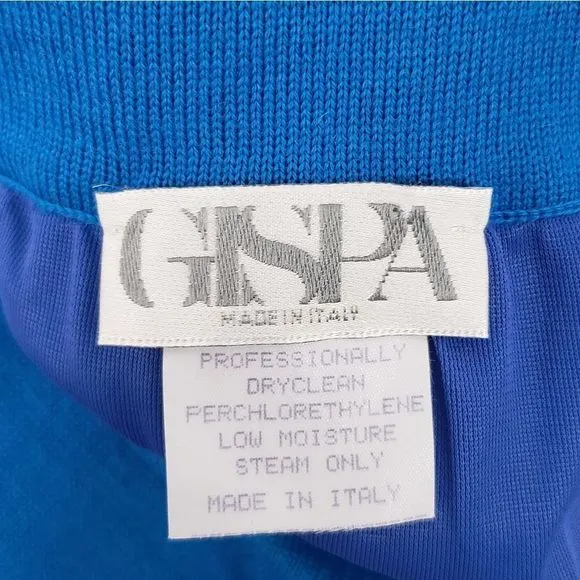 GISPA
MADE IN ITALY
PROFESSIONALLY
DRYCLEAN
PERCHLORETHYLENE
LOW MOISTURE
STEAM ONLY
MADE IN ITALY